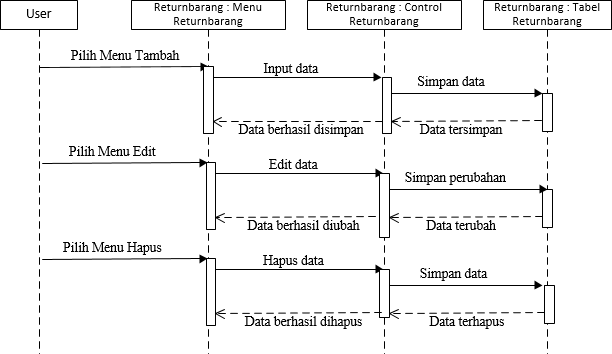 User
Returnbarang : Menu
Returnbarang
Returnbarang : Control
Returnbarang
Returnbarang : Tabel
Returnbarang
Pilih Menu Tambah
Input data
Simpan data
Data berhasil disimpan
Data tersimpan
Pilih Menu Edit
Edit data
Simpan perubahan
Data berhasil diubah
Data terubah
Pilih Menu Hapus
Hapus data
Simpan data
Data berhasil dihapus
Data terhapus